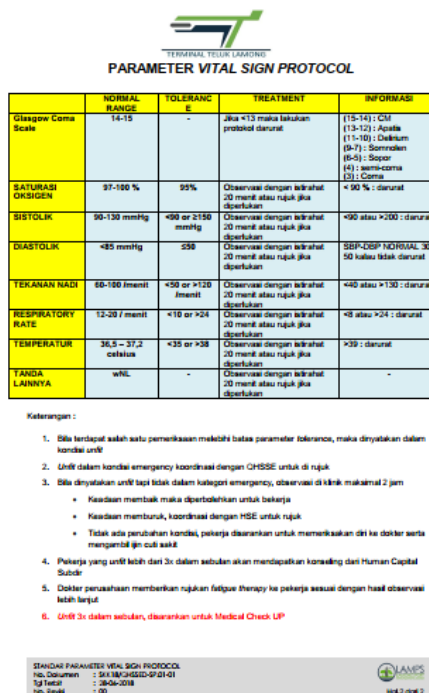 TERMINAL TELUK LAMONG
PARAMETER VITAL SIGN PROTOCOL
NORMAL RANGE TOLERANCE TREATMENT INFORMASI
Glasgow Coma Scale 14-15 - Jika <13 maka lakukan protokol darurat (15-14) : CM
(13-12) : Apatis
(11-10) : Delirium
(9-7) : Somnolen
(6-5) : Sopor
(4) : semi-coma
(3) : Coma
SATURASI OKSIGEN 97-100 % 95% Observasi dengan istirahat 20 menit atau rujuk jika diperlukan < 90 % : darurat
SISTOLIK 90-130 mmHg <90 or ≥150 mmHg Observasi dengan istirahat 20 menit atau rujuk jika diperlukan <90 atau >200 : darura
DIASTOLIK <85 mmHg ≤50 Observasi dengan istirahat 20 menit atau rujuk jika diperlukan SBP-DBP NORMAL 30
50 kalau tidak darurat
TEKANAN NADI 60-100 /menit <50 or >120 /menit Observasi dengan istirahat 20 menit atau rujuk jika diperlukan <40 atau >130 : darura
RESPIRATORY RATE 12-20 / menit <10 or >24 Observasi dengan istirahat 20 menit atau rujuk jika diperlukan <8 atau >24 : darurat
TEMPERATUR 36,5 – 37,2 celsius <35 or >38 Observasi dengan istirahat 20 menit atau rujuk jika diperlukan >39 : darurat
TANDA LAINNYA wNL - Observasi dengan istirahat 20 menit atau rujuk jika diperlukan -
Keterangan :
1. Bila terdapat salah satu pemeriksaan melebihi batas parameter tolerance, maka dinyatakan dalam
kondisi unfit
2. Unfit dalam kondisi emergency koordinasi dengan QHSSE untuk di rujuk
3. Bila dinyatakan unfit tapi tidak dalam kategori emergency, observasi di klinik maksimal 2 jam
• Keadaan membaik maka diperbolehkan untuk bekerja
• Keadaan memburuk, koordinasi dengan HSE untuk rujuk
• Tidak ada perubahan kondisi, pekerja disarankan untuk memeriksakan diri ke dokter serta
mengambil ijin cuti sakit
4. Pekerja yang unfit lebih dari 3x dalam sebulan akan mendapatkan konseling dari Human Capital
Subdir
5. Dokter perusahaan memberikan rujukan fatigue therapy ke pekerja sesuai dengan hasil observasi
lebih lanjut
6. Unfit 3x dalam sebulan, disarankan untuk Medical Check UP
STANDAR PARAMETER VITAL SIGN PROTOCOL
No. Dokumen :
Tgl Terbit : 28-06-2018
No. Revisi : 00
LAMPS
Hal 2 dari 2